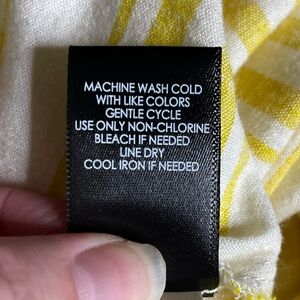 MACHINE WASH COLD
WITH LIKE COLORS
GENTLE CYCLE
USE ONLY NON-CHLORINE
BLEACH IF NEEDED
LINE DRY
COOL IRON IF NEEDED